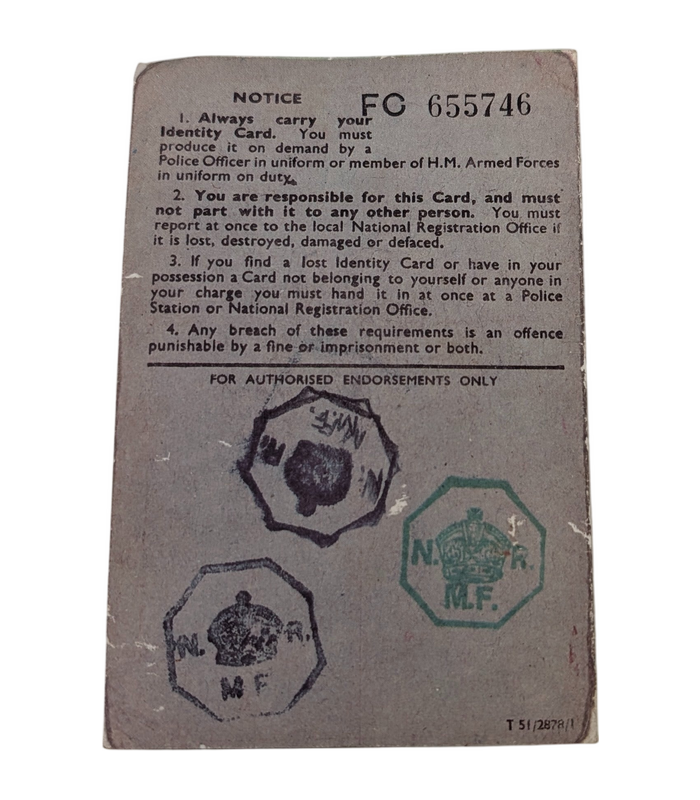 NOTICE
FC 655746
1. Always carry your
Identity Card. You must
produce it on demand by a
Police Officer in uniform or member of H.M. Armed Forces
in uniform on duty.
2. You are responsible for this Card, and must
not part with it to any other person. You must
report at once to the local National Registration Office if
it is lost, destroyed, damaged or defaced.
3. If you find a lost Identity Card or have in your
possession a Card not belonging to yourself or anyone in
your charge you must hand it in at once at a Police
Station or National Registration Office.
4. Any breach of these requirements is an offence
punishable by a fine or imprisonment or both.
FOR AUTHORISED ENDORSEMENTS ONLY
N. R.
M.F.
N. R.
M.F.
N. R.
M F
T 51/2878/1